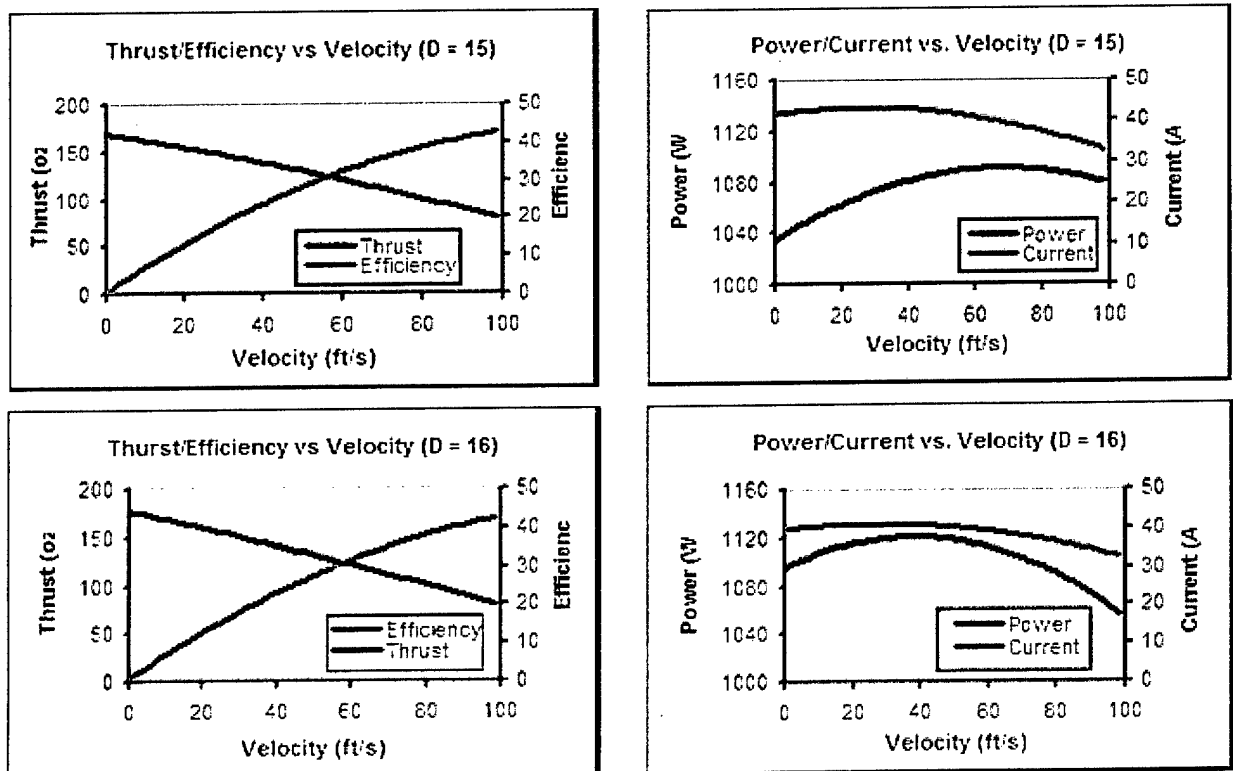 Thrust/Efficiency vs Velocity (D = 15)
200
150
100
50
0
50
40
30
20
10
0
Thrust (oz
Efficienc
Thrust
Efficiency
0 20 40 60 80 100
Velocity (ft/s)
Power/Current vs. Velocity (D = 15)
1160
1120
1080
1040
1000
50
40
30
20
10
0
Power (W
Current (A
Power
Current
0 20 40 60 80 100
Velocity (ft/s)
Thurst/Efficiency vs Velocity (D = 16)
200
150
100
50
0
50
40
30
20
10
0
Thrust (oz
Efficienc
Efficiency
Thrust
0 20 40 60 80 100
Velocity (ft/s)
Power/Current vs. Velocity (D = 16)
1160
1120
1080
1040
1000
50
40
30
20
10
0
Power (W
Current (A
Power
Current
0 20 40 60 80 100
Velocity (ft/s)